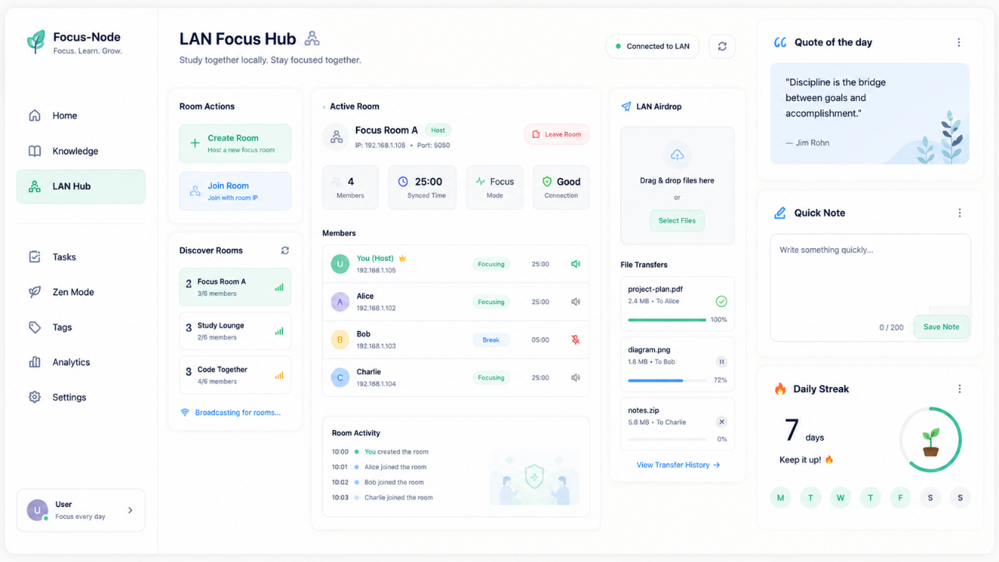 Focus-Node
Focus. Learn. Grow.
Home
Knowledge
LAN Hub
Tasks
Zen Mode
Tags
Analytics
Settings
U
User
Focus every day
LAN Focus Hub
Study together locally. Stay focused together.
Connected to LAN
Room Actions
Create Room
Host a new focus room
Join Room
Join with room IP
Discover Rooms
2 Focus Room A
3/6 members
3 Study Lounge
2/6 members
3 Code Together
4/6 members
Broadcasting for rooms...
Active Room
Focus Room A Host
IP: 192.168.1.105 • Port: 5050
Leave Room
4
Members
25:00
Synced Time
Focus
Mode
Good
Connection
Members
U You (Host) Focusing 25:00
192.168.1.105
A Alice Focusing 25:00
192.168.1.102
B Bob Break 05:00
192.168.1.103
C Charlie Focusing 25:00
192.168.1.104
Room Activity
10:00 You created the room
10:01 Alice joined the room
10:02 Bob joined the room
10:03 Charlie joined the room
LAN Airdrop
Drag & drop files here
or
Select Files
File Transfers
project-plan.pdf
2.4 MB • To Alice
100%
diagram.png
1.8 MB • To Bob
72%
notes.zip
5.6 MB • To Charlie
0%
View Transfer History →
Quote of the day
"Discipline is the bridge
between goals and
accomplishment."
— Jim Rohn
Quick Note
Write something quickly...
0 / 200
Save Note
Daily Streak
7 days
Keep it up!
M T W T F S S